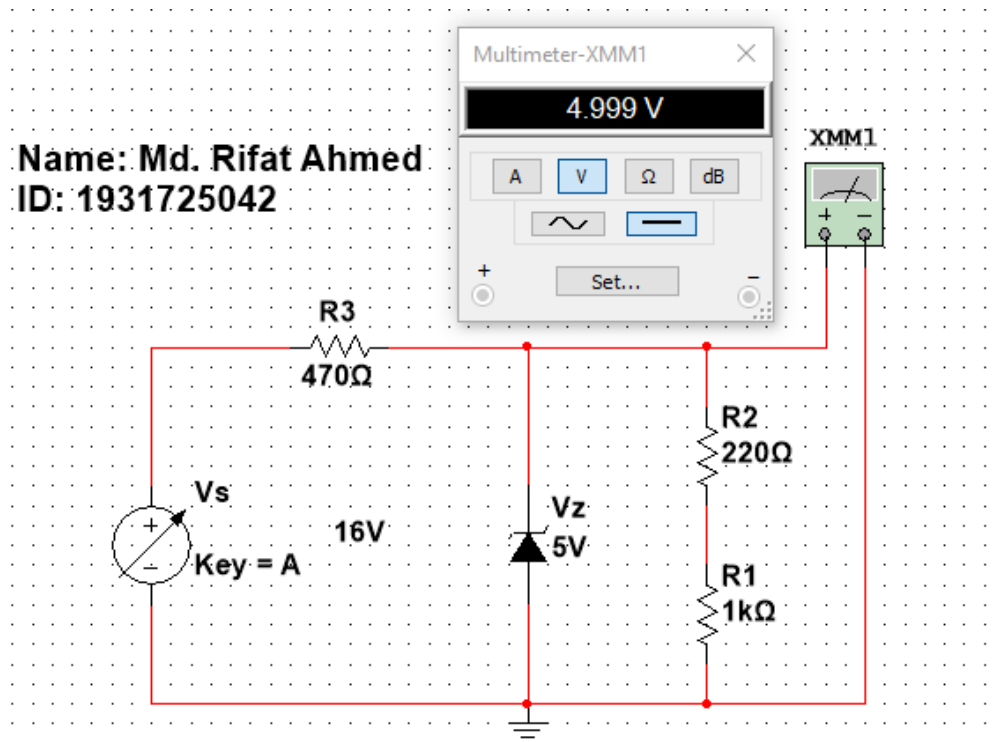 Multimeter-XMM1
4.999 V
A V Ω dB
+ Set... −
XMM1
+ −
Name: Md. Rifat Ahmed
ID: 1931725042
R3
470Ω
R2
220Ω
Vs
+
−
Key = A
16V
Vz
5V
R1
1kΩ